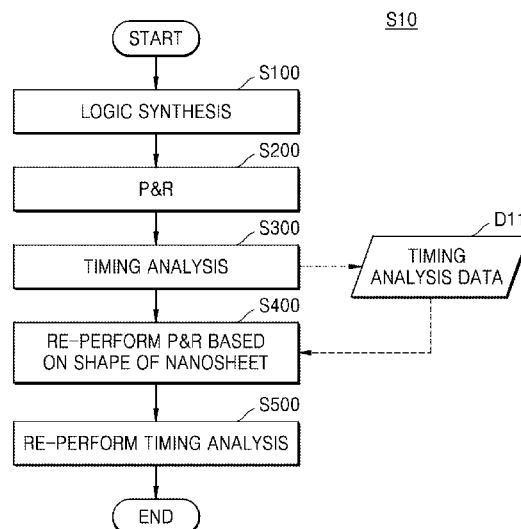 S10
START
S100
LOGIC SYNTHESIS
S200
P&R
S300
TIMING ANALYSIS
D11
TIMING
ANALYSIS DATA
S400
RE-PERFORM P&R BASED
ON SHAPE OF NANOSHEET
S500
RE-PERFORM TIMING ANALYSIS
END